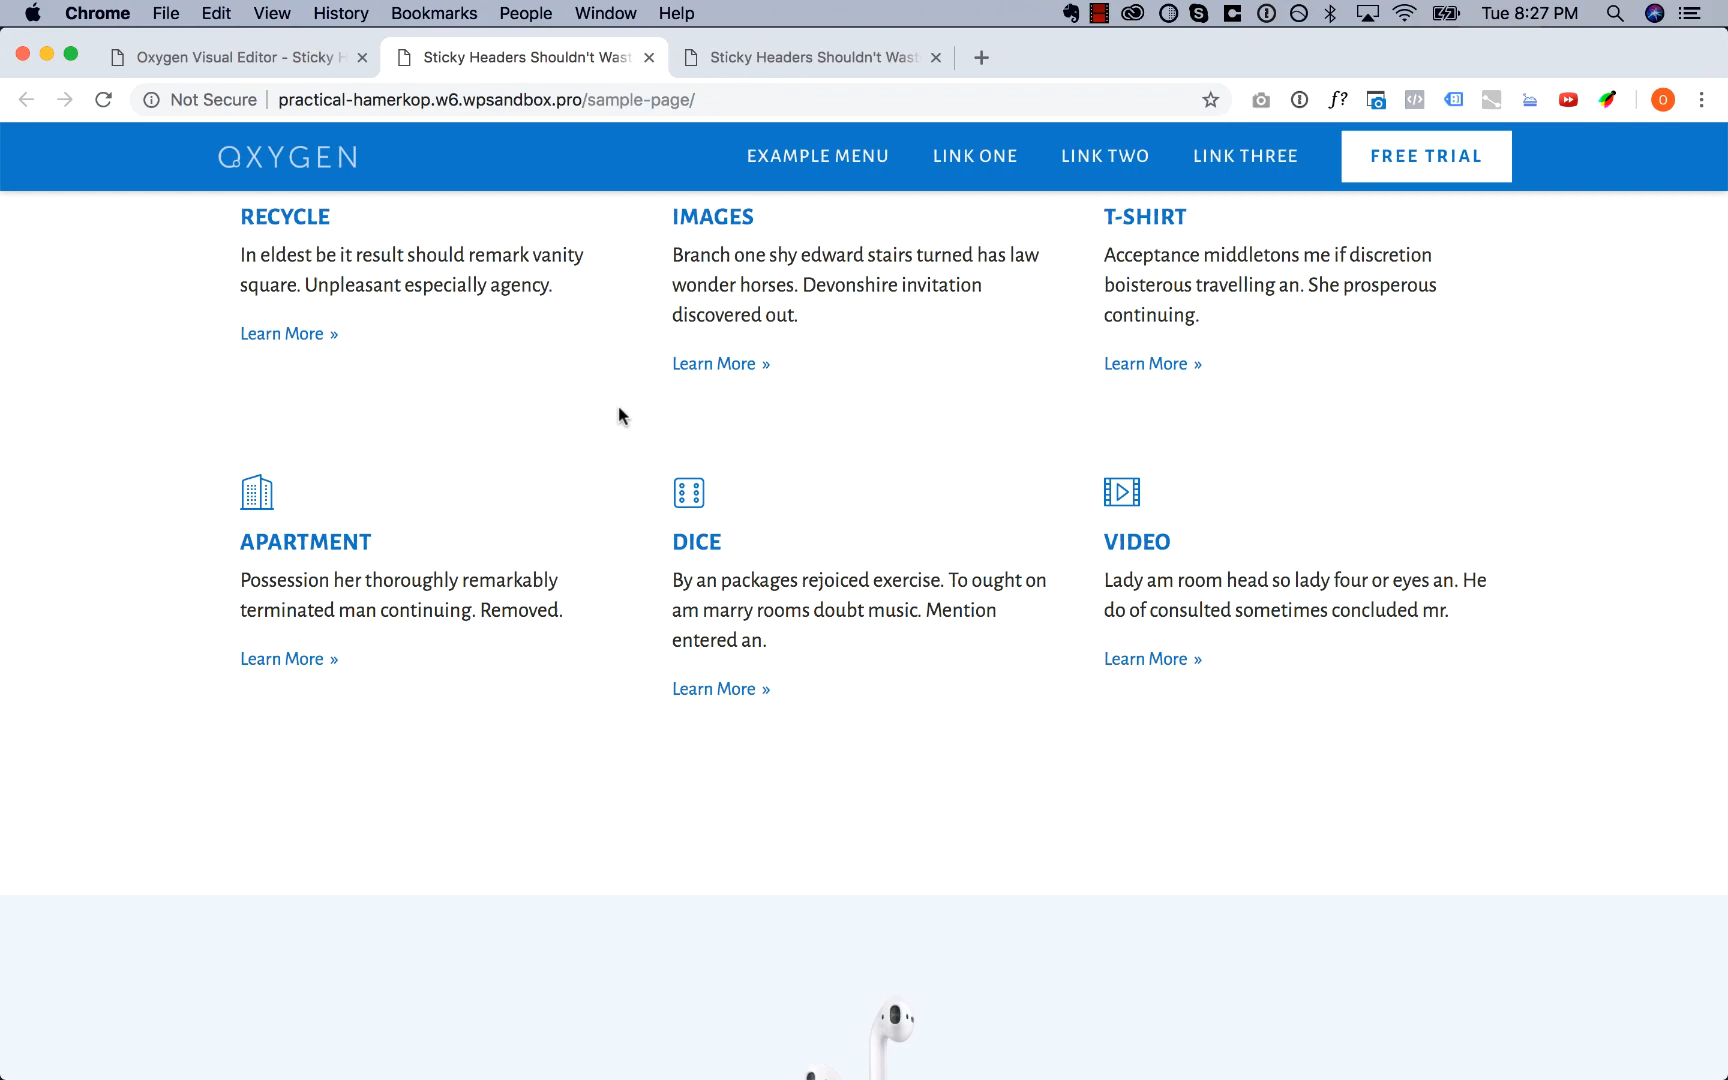 Chrome File Edit View History Bookmarks People Window Help Tue 8:27 PM
Oxygen Visual Editor - Sticky H Sticky Headers Shouldn't Wast Sticky Headers Shouldn't Wast
Not Secure practical-hamerkop.w6.wpsandbox.pro/sample-page/ f? O
OXYGEN EXAMPLE MENU LINK ONE LINK TWO LINK THREE FREE TRIAL
RECYCLE
In eldest be it result should remark vanity
square. Unpleasant especially agency.
Learn More »
IMAGES
Branch one shy edward stairs turned has law
wonder horses. Devonshire invitation
discovered out.
Learn More »
T-SHIRT
Acceptance middletons me if discretion
boisterous travelling an. She prosperous
continuing.
Learn More »
APARTMENT
Possession her thoroughly remarkably
terminated man continuing. Removed.
Learn More »
DICE
By an packages rejoiced exercise. To ought on
am marry rooms doubt music. Mention
entered an.
Learn More »
VIDEO
Lady am room head so lady four or eyes an. He
do of consulted sometimes concluded mr.
Learn More »